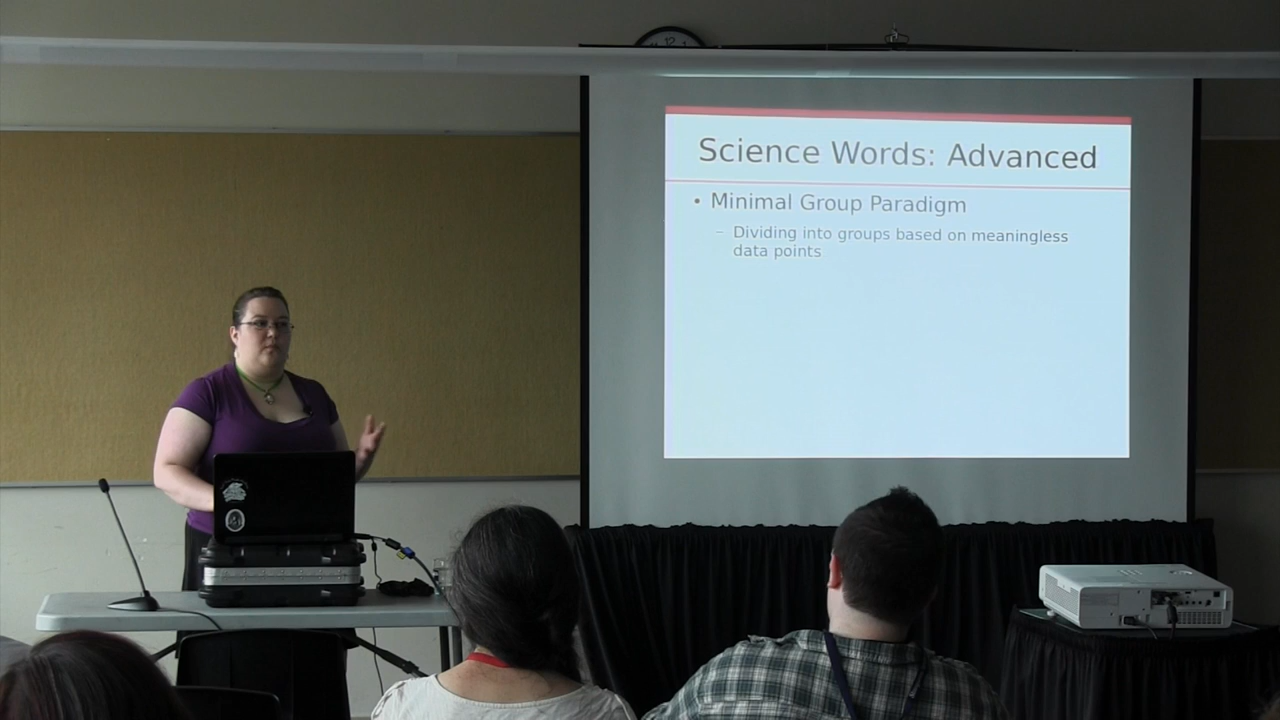 Science Words: Advanced
• Minimal Group Paradigm
– Dividing into groups based on meaningless
data points